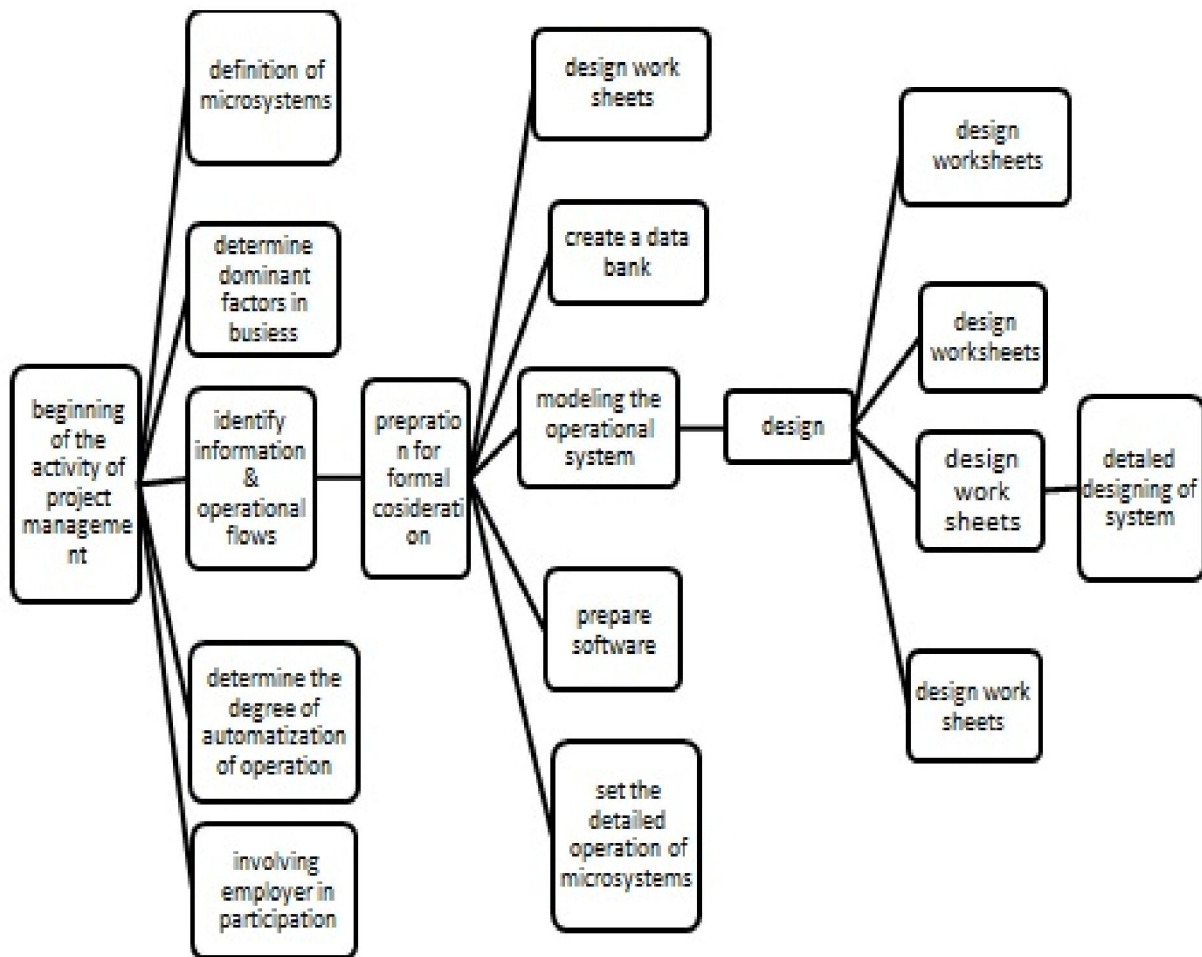 beginning
of the
activity of
project
manageme
nt
definition of
microsystems
determine
dominant
factors in
busiess
identify
information
&
operational
flows
determine the
degree of
automatization
of operation
involving
employer in
participation
prepratio
n for
formal
cosiderati
on
design work
sheets
create a data
bank
modeling the
operational
system
prepare
software
set the
detailed
operation of
microsystems
design
design
worksheets
design
worksheets
design
work
sheets
design work
sheets
detaled
designing of
system